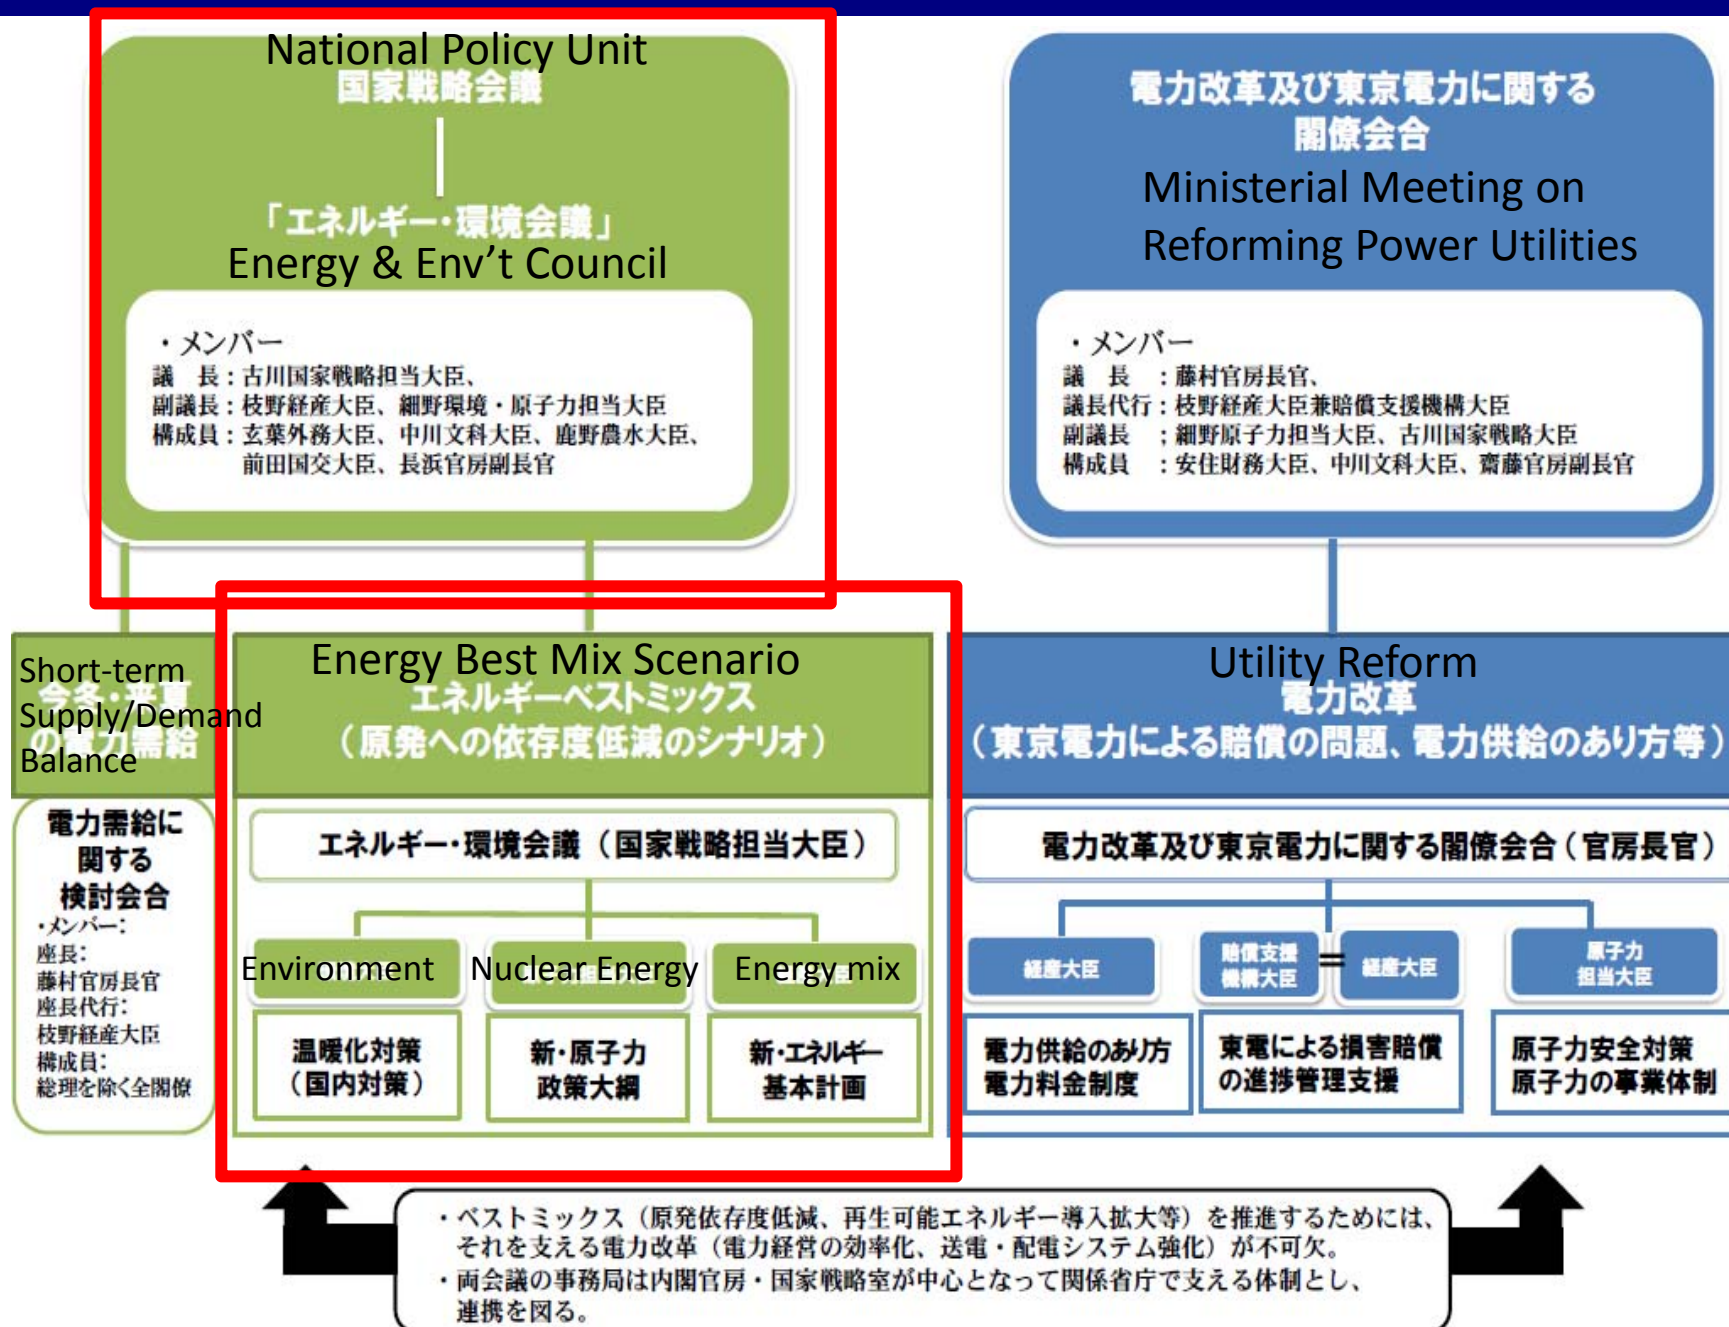 National Policy Unit
国家戦略会議
「エネルギー・環境会議」
Energy & Env’t Council
・メンバー
議　長：古川国家戦略担当大臣、
副議長：枝野経産大臣、細野環境・原子力担当大臣
構成員：玄葉外務大臣、中川文科大臣、鹿野農水大臣、
前田国交大臣、長浜官房副長官
電力改革及び東京電力に関する
閣僚会合
Ministerial Meeting on
Reforming Power Utilities
・メンバー
議　長　：藤村官房長官、
議長代行：枝野経産大臣兼賠償支援機構大臣
副議長　；細野原子力担当大臣、古川国家戦略大臣
構成員　：安住財務大臣、中川文科大臣、齋藤官房副長官
Short-term
今冬・来夏
Supply/Demand
の電力需給
Balance
電力需給に
関する
検討会合
・メンバー：
座長：
藤村官房長官
座長代行：
枝野経産大臣
構成員：
総理を除く全閣僚
Energy Best Mix Scenario
エネルギーベストミックス
（原発への依存度低減のシナリオ）
エネルギー・環境会議（国家戦略担当大臣）
Environment
Nuclear Energy
Energy mix
温暖化対策
（国内対策）
新・原子力
政策大綱
新・エネルギー
基本計画
Utility Reform
電力改革
（東京電力による賠償の問題、電力供給のあり方等）
電力改革及び東京電力に関する閣僚会合（官房長官）
経産大臣
賠償支援
機構大臣
＝
経産大臣
原子力
担当大臣
電力供給のあり方
電力料金制度
東電による損害賠償
の進捗管理支援
原子力安全対策
原子力の事業体制
・ベストミックス（原発依存度低減、再生可能エネルギー導入拡大等）を推進するためには、
それを支える電力改革（電力経営の効率化、送電・配電システム強化）が不可欠。
・両会議の事務局は内閣官房・国家戦略室が中心となって関係省庁で支える体制とし、
連携を図る。